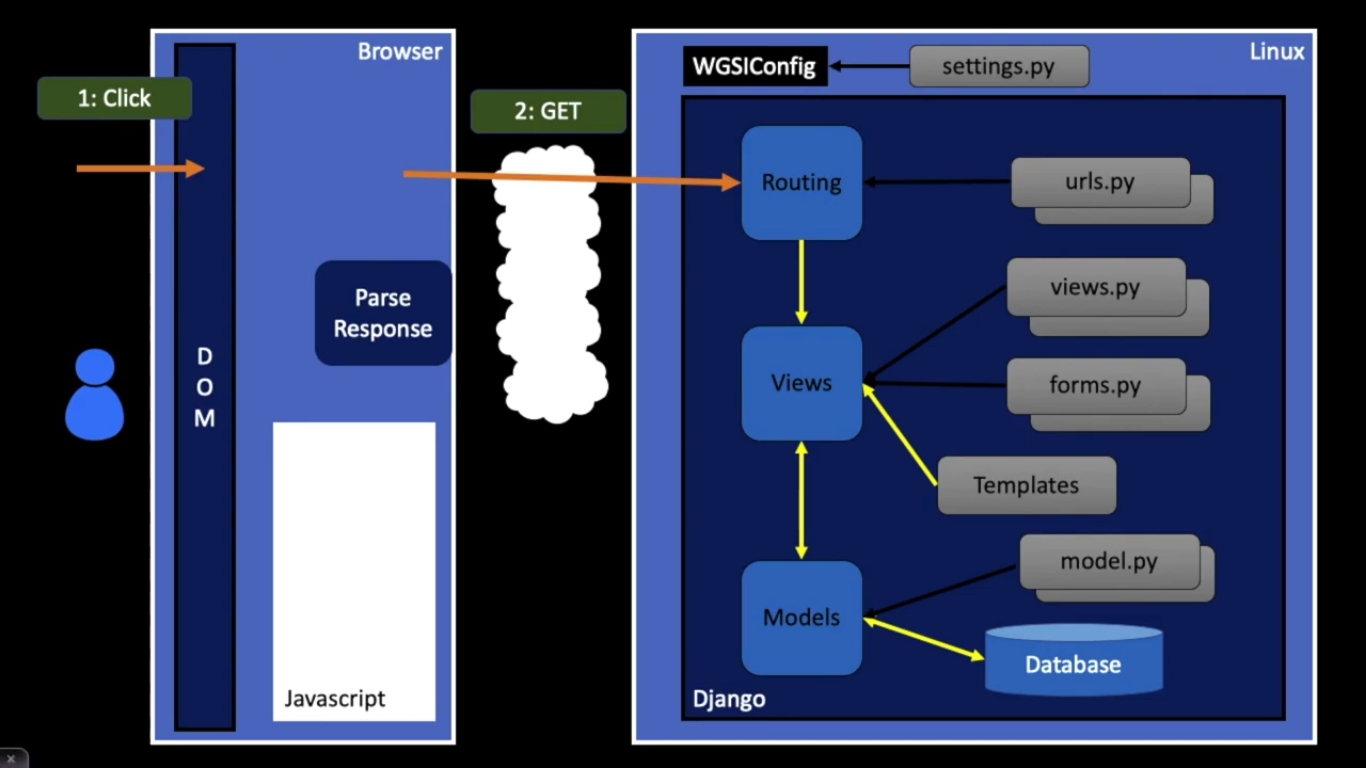 Browser
Linux
WGSIConfig
settings.py
1: Click
2: GET
Routing
urls.py
Parse
Response
views.py
D
O
M
Views
forms.py
Templates
model.py
Models
Database
Javascript
Django